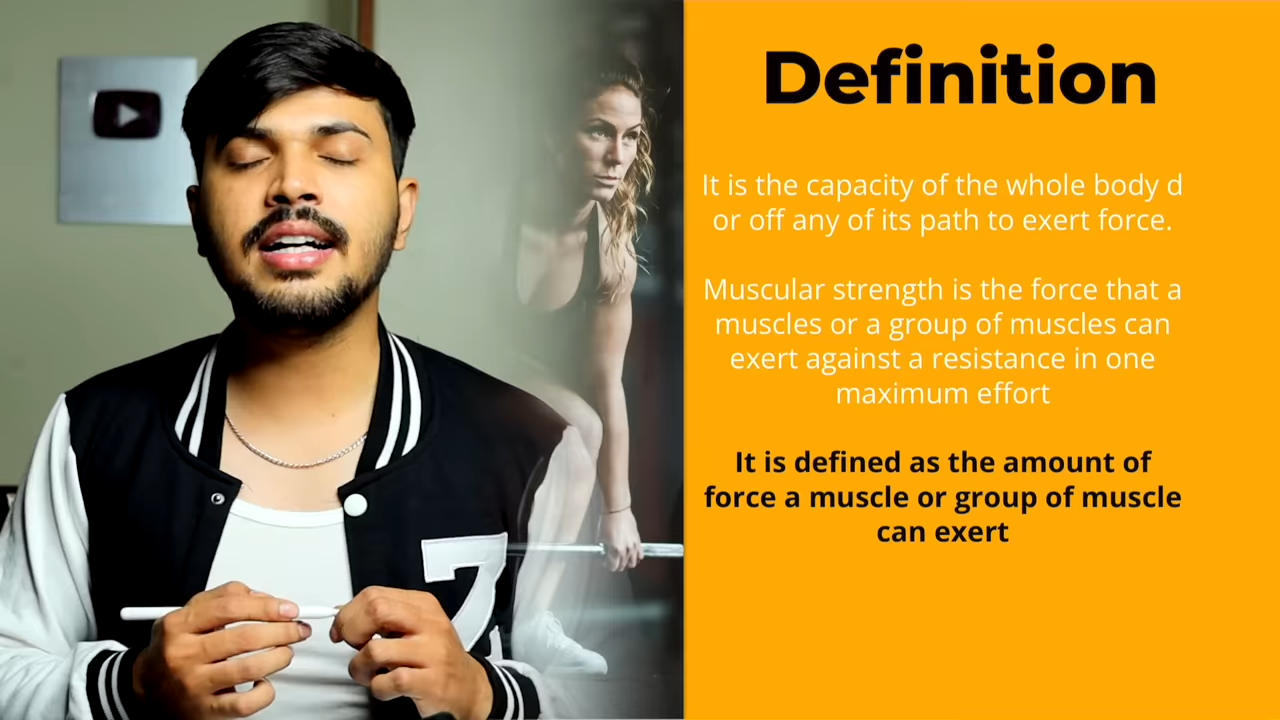 Definition
It is the capacity of the whole body d
or off any of its path to exert force.
Muscular strength is the force that a
muscles or a group of muscles can
exert against a resistance in one
maximum effort
It is defined as the amount of
force a muscle or group of muscle
can exert
7